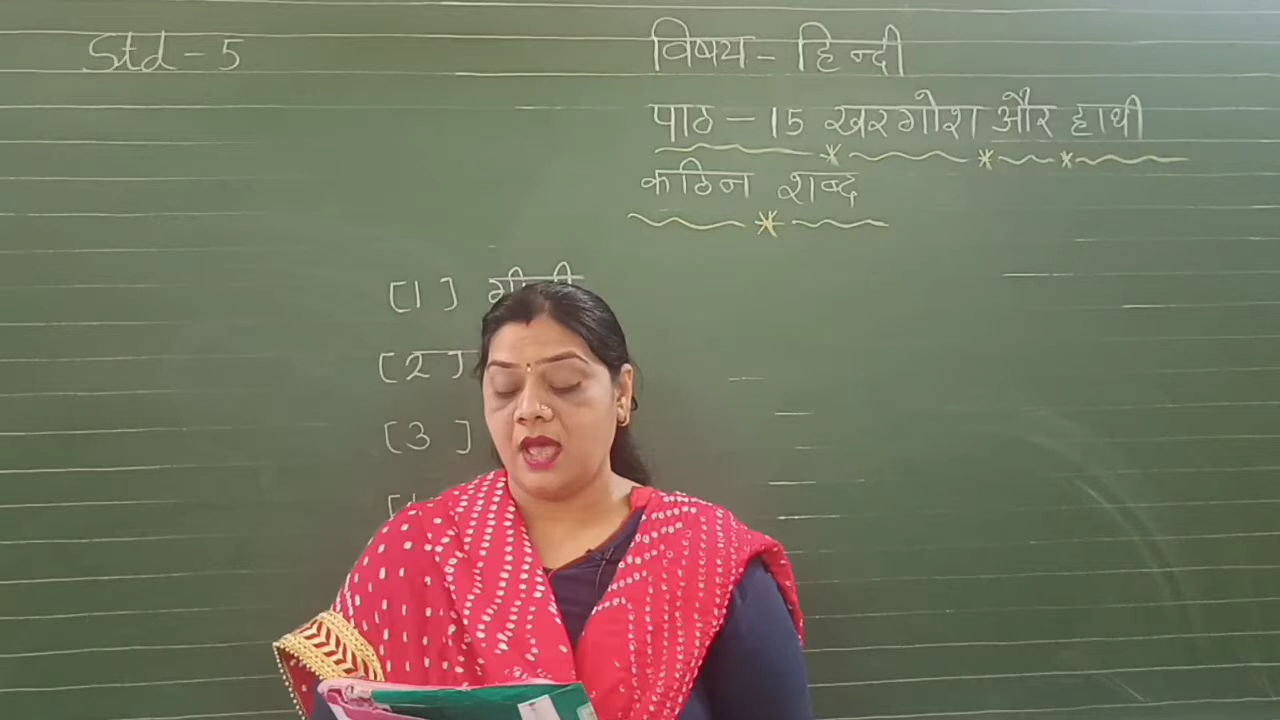 Std - 5
विषय - हिन्दी
पाठ - 15 खरगोश और हाथी
कठिन शब्द
[1]
[2]
[3]